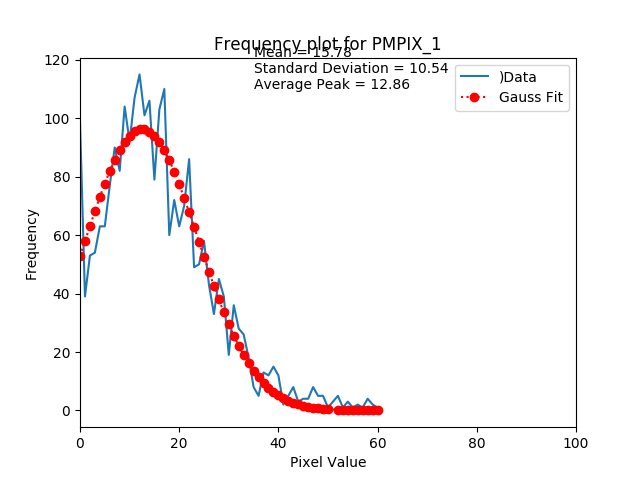 Frequency plot for PMPIX_1
Mean = 15.78
Standard Deviation = 10.54
Average Peak = 12.86
)Data
Gauss Fit
Frequency
120
100
80
60
40
20
0
0 20 40 60 80 100
Pixel Value